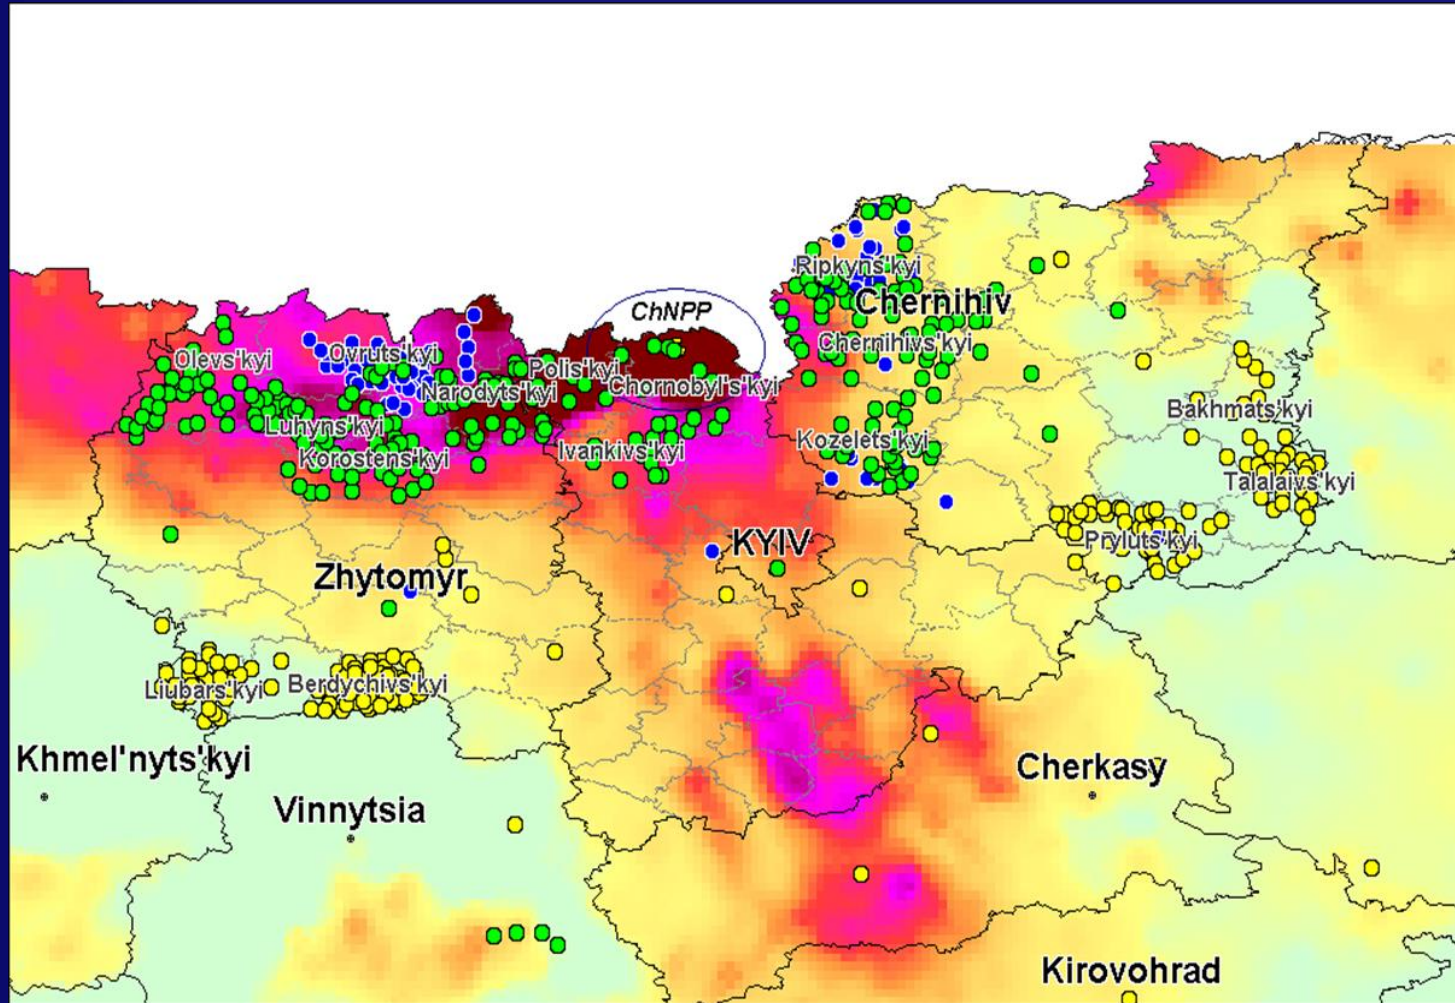 Ripkyns'kyi
Chernihiv
ChNPP
Chernihivs'kyi
Olevs'kyi
Ovruts'kyi
Polis'kyi
Narodyts'kyi
Chornobyl's'kyi
Bakhmats'kyi
Luhyns'kyi
Kozelets'kyi
Korostens'kyi
Ivankivs'kyi
Talalaivs'kyi
Pryluts'kyi
KYIV
Zhytomyr
Liubars'kyi
Berdychivs'kyi
Khmel'nyts'kyi
Cherkasy
Vinnytsia
Kirovohrad